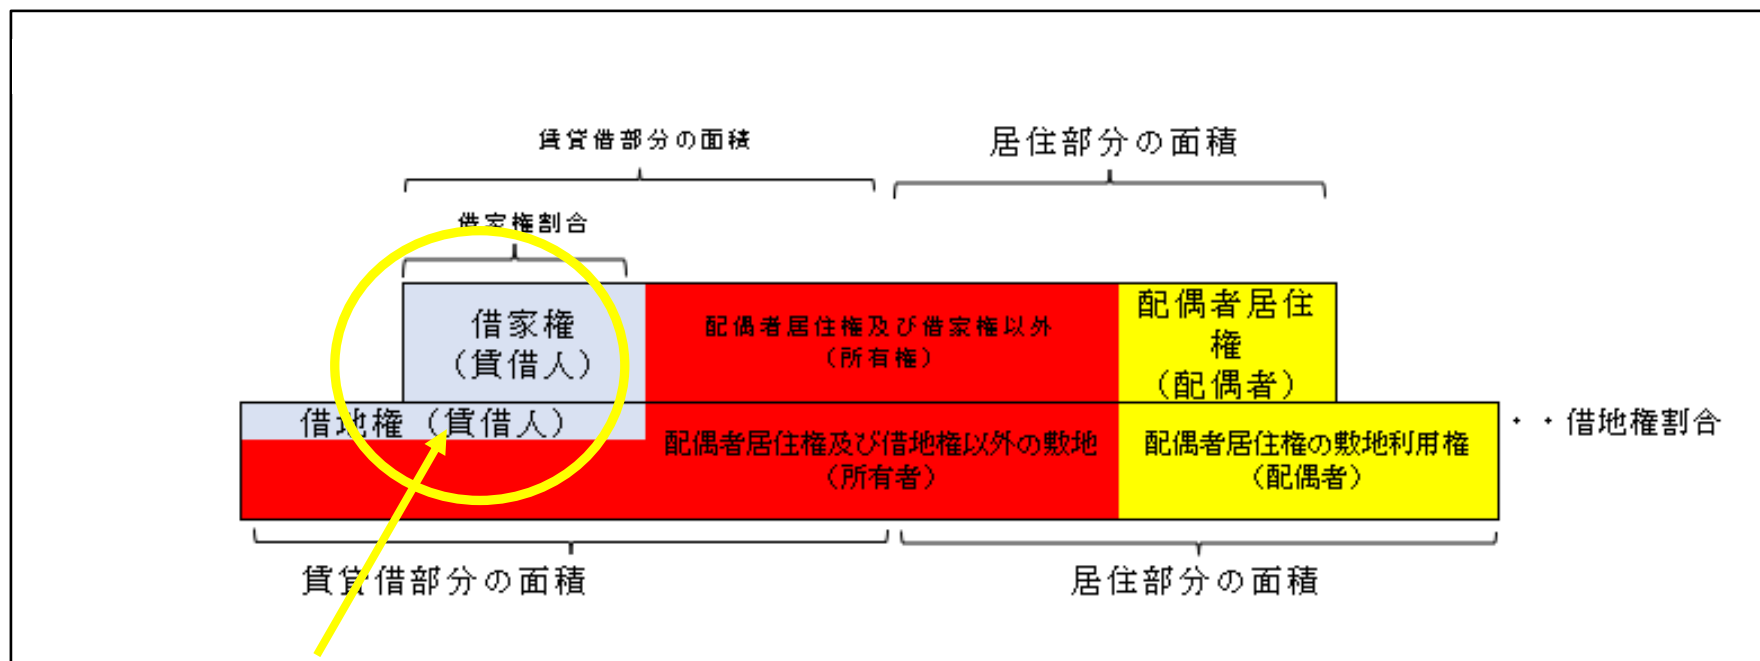 賃貸借部分の面積
居住部分の面積
借家権割合
借家権
（賃借人）
配偶者居住権及び借家権以外
（所有権）
配偶者居住
権
（配偶者）
借地権（賃借人）
配偶者居住権及び借地権以外の敷地
（所有者）
配偶者居住権の敷地利用権
（配偶者）
・・借地権割合
賃貸借部分の面積
居住部分の面積